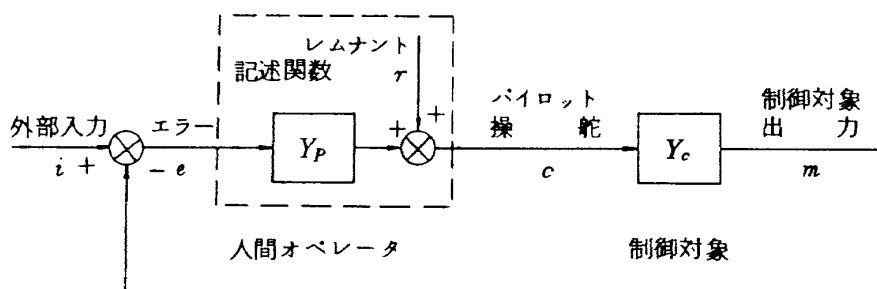 レムナント
記述関数
r
パイロット
制御対象
外部入力
エラー
+
+
操舵
出力
i +
- e
Y_P
c
Y_c
m
人間オペレータ
制御対象